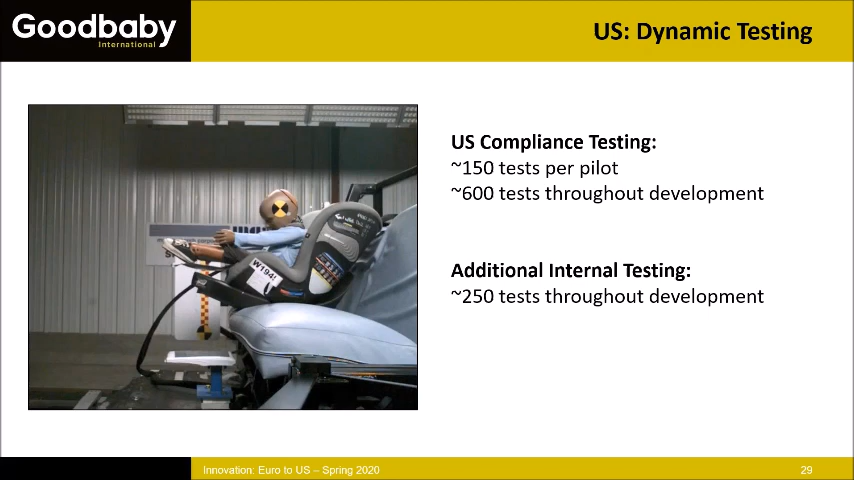 Goodbaby
International
US: Dynamic Testing
US Compliance Testing:
~150 tests per pilot
~600 tests throughout development
Additional Internal Testing:
~250 tests throughout development
W194
Innovation: Euro to US – Spring 2020
29